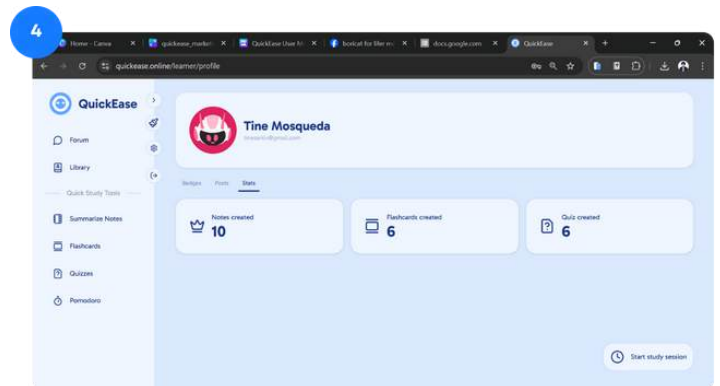 4
Home - Canva
quickease_market
QuickEase User M
borical for liter m
docs.google.com
QuickEase
quickease.online/learner/profile
QuickEase
Forum
Library
Quick Study Tools
Summarize Notes
Flashcards
Quizzes
Pomodoro
Tine Mosqueda
Badges Posts Stats
Notes created
10
Flashcards created
6
Quiz created
6
Start study session